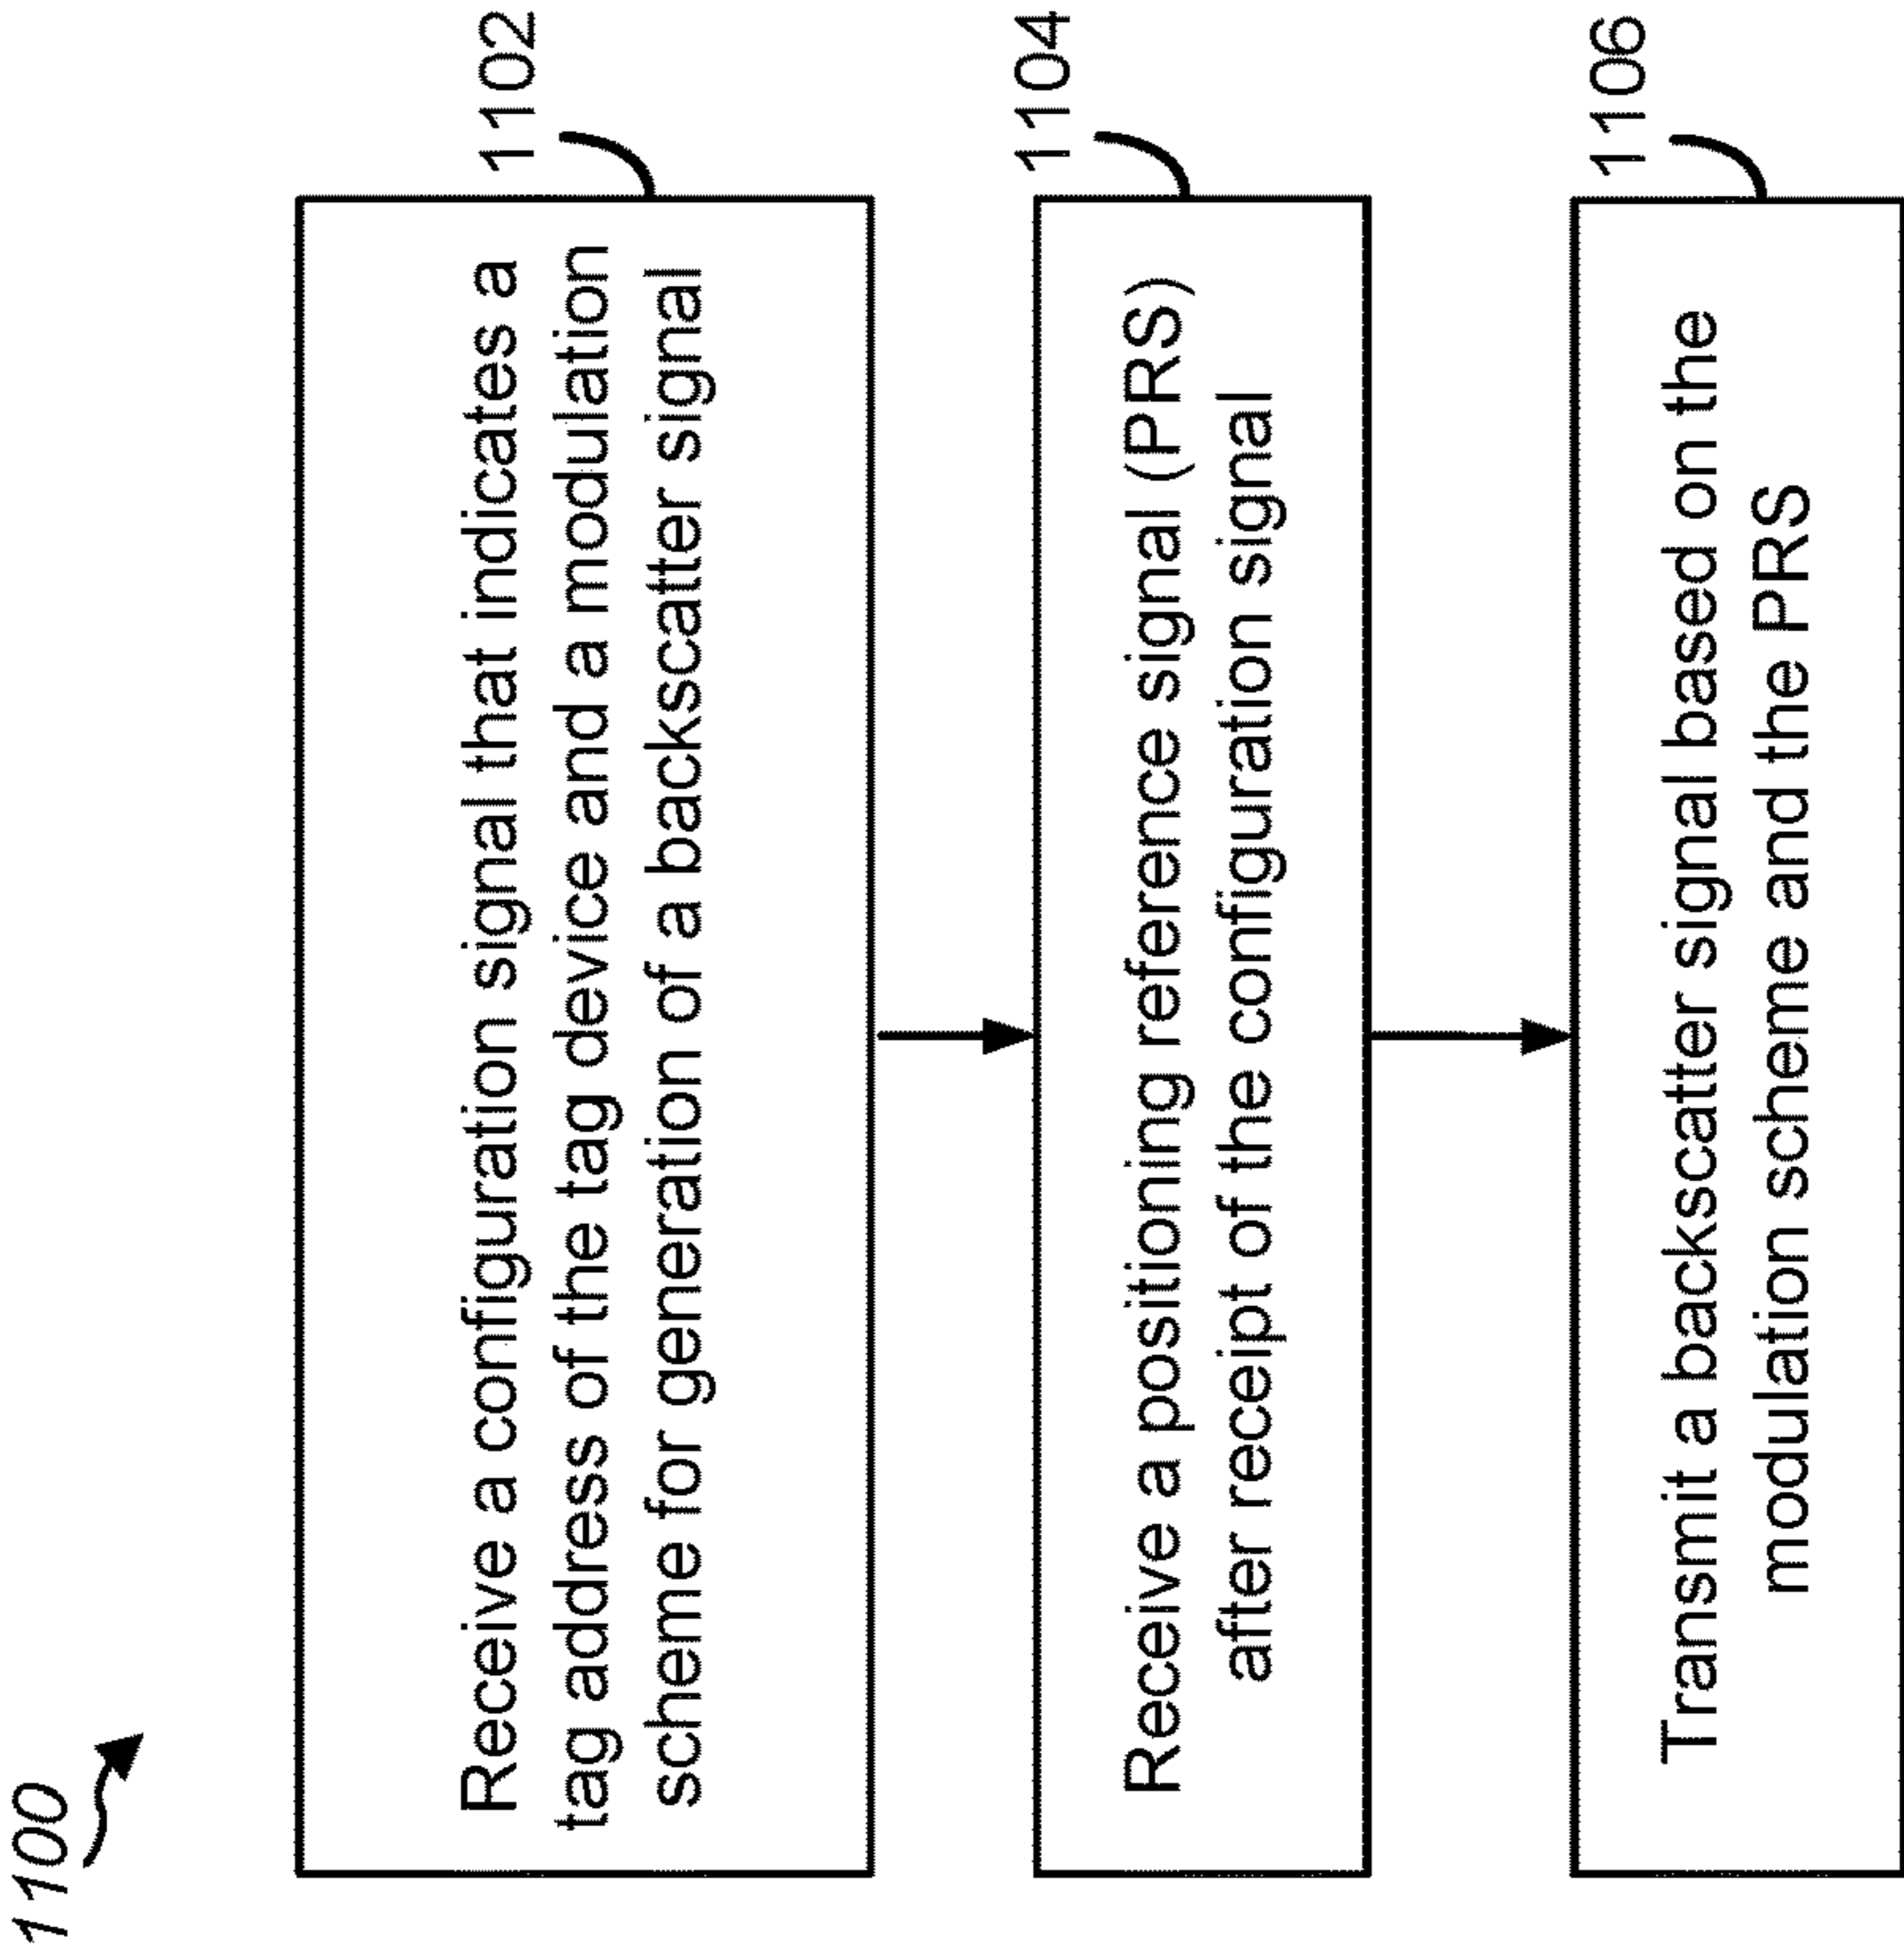 1100
Receive a configuration signal that indicates a
tag address of the tag device and a modulation
scheme for generation of a backscatter signal
1102
Receive a positioning reference signal (PRS)
after receipt of the configuration signal
1104
Transmit a backscatter signal based on the
modulation scheme and the PRS
1106